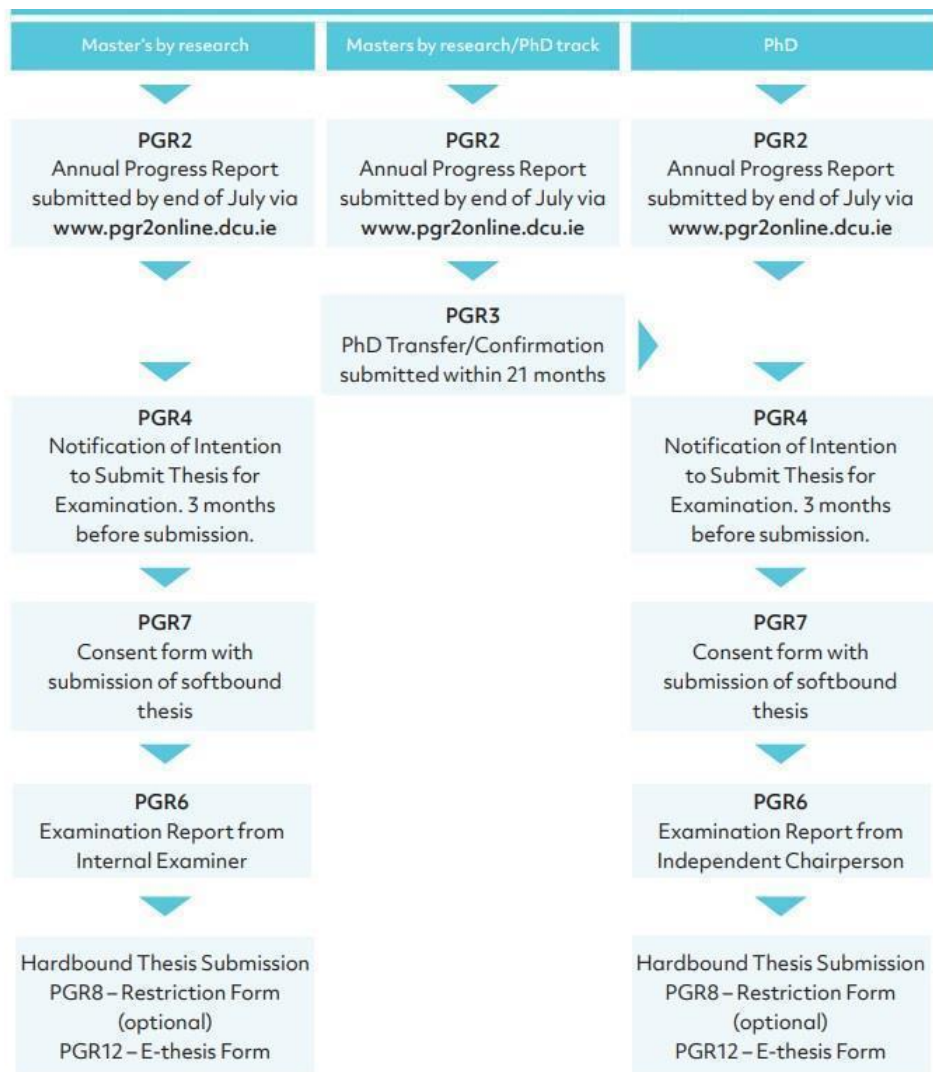 Master's by research
Masters by research/PhD track
PhD
PGR2
Annual Progress Report
submitted by end of July via
www.pgr2online.dcu.ie
PGR2
Annual Progress Report
submitted by end of July via
www.pgr2online.dcu.ie
PGR2
Annual Progress Report
submitted by end of July via
www.pgr2online.dcu.ie
PGR3
PhD Transfer/Confirmation
submitted within 21 months
PGR4
Notification of Intention
to Submit Thesis for
Examination. 3 months
before submission.
PGR4
Notification of Intention
to Submit Thesis for
Examination. 3 months
before submission.
PGR7
Consent form with
submission of softbound
thesis
PGR7
Consent form with
submission of softbound
thesis
PGR6
Examination Report from
Internal Examiner
PGR6
Examination Report from
Independent Chairperson
Hardbound Thesis Submission
PGR8 – Restriction Form
(optional)
PGR12 – E-thesis Form
Hardbound Thesis Submission
PGR8 – Restriction Form
(optional)
PGR12 – E-thesis Form